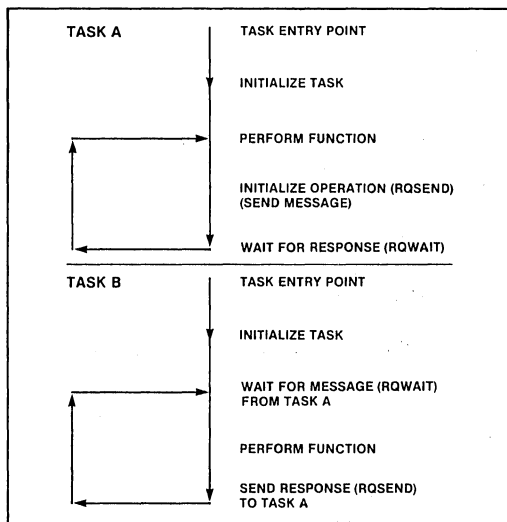 TASK A
TASK ENTRY POINT
INITIALIZE TASK
PERFORM FUNCTION
INITIALIZE OPERATION (RQSEND)
(SEND MESSAGE)
WAIT FOR RESPONSE (RQWAIT)
TASK B
TASK ENTRY POINT
INITIALIZE TASK
WAIT FOR MESSAGE (RQWAIT)
FROM TASK A
PERFORM FUNCTION
SEND RESPONSE (RQSEND)
TO TASK A